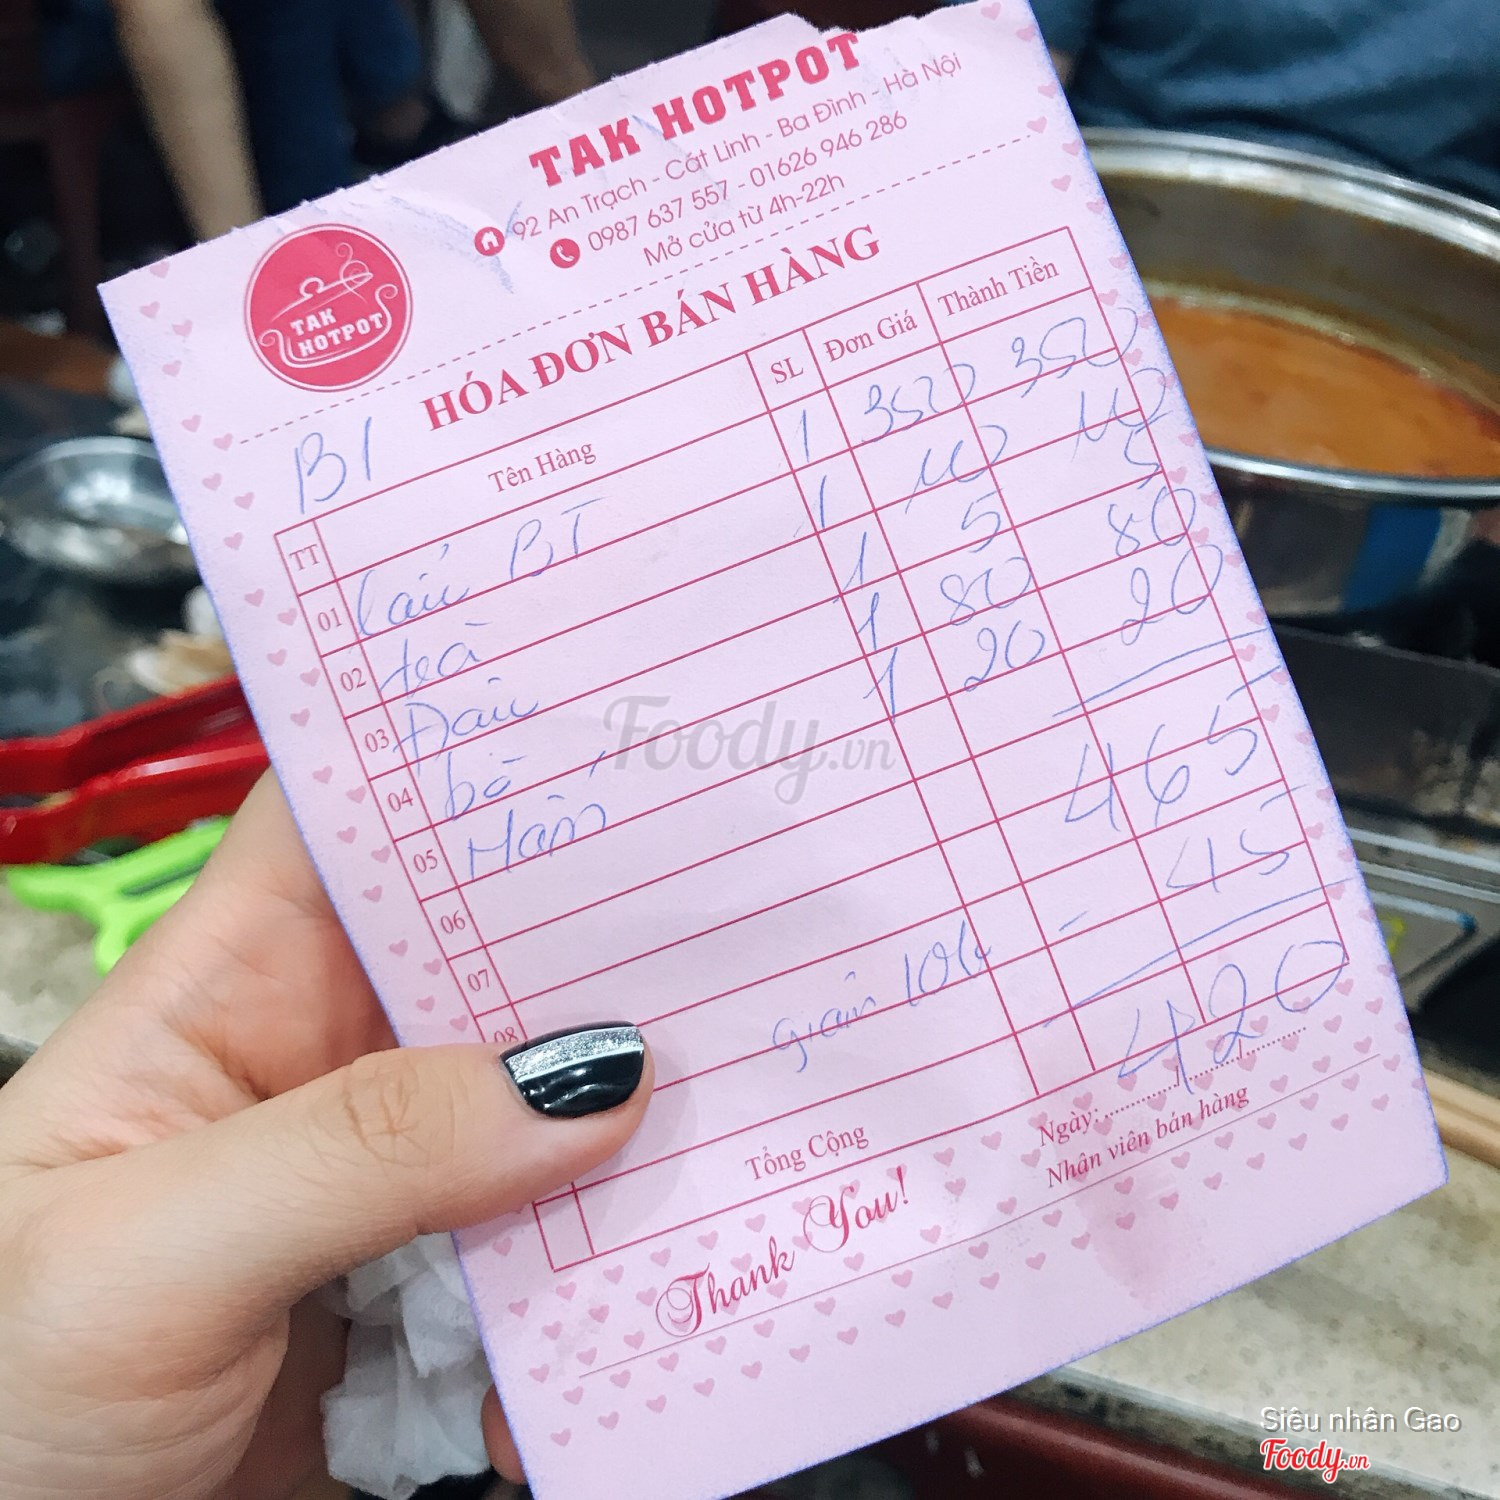 TAK HOTPOT
92 An Trạch - Cát Linh - Ba Đình - Hà Nội
0987 637 557 - 01626 946 286
Mở cửa từ 4h-22h
TAK
HOTPOT
HÓA ĐƠN BÁN HÀNG
B1
TT Tên Hàng SL Đơn Giá Thành Tiền
01 Lẩu BT 1 350 350
02 trà 1 10 10
03 Đậu 1 5 5
04 bò 1 80 80
05 1 20 20
06 465
07
08 giảm 10% - 45
420
Tổng Cộng
Ngày:......./......./.......
Nhân viên bán hàng
Thank You!
Foody.vn
Siêu nhân Gao
Foody.vn